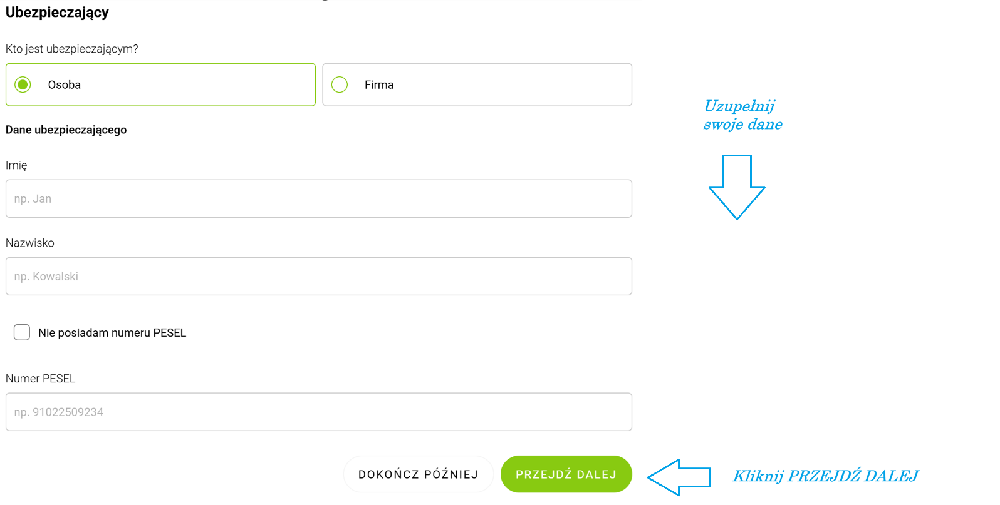 Ubezpieczający
Kto jest ubezpieczającym?
Osoba
Firma
Uzupełnij
swoje dane
Dane ubezpieczającego
Imię
np. Jan
Nazwisko
np. Kowalski
Nie posiadam numeru PESEL
Numer PESEL
np. 91022509234
DOKOŃCZ PÓŹNIEJ
PRZEJDŹ DALEJ
Kliknij PRZEJDŹ DALEJ